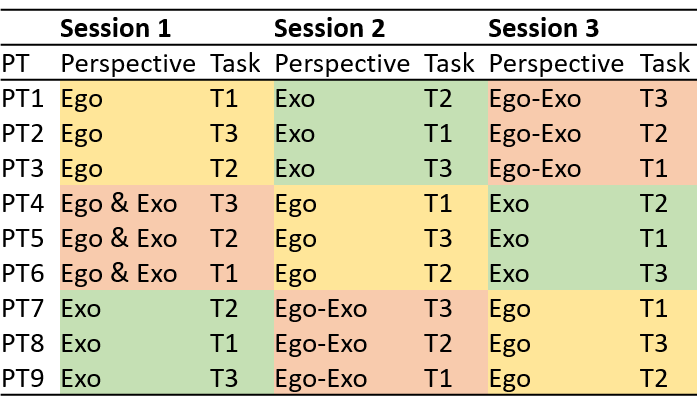 Session 1 Session 2 Session 3
PT Perspective Task Perspective Task Perspective Task
PT1 Ego T1 Exo T2 Ego-Exo T3
PT2 Ego T3 Exo T1 Ego-Exo T2
PT3 Ego T2 Exo T3 Ego-Exo T1
PT4 Ego & Exo T3 Ego T1 Exo T2
PT5 Ego & Exo T2 Ego T3 Exo T1
PT6 Ego & Exo T1 Ego T2 Exo T3
PT7 Exo T2 Ego-Exo T3 Ego T1
PT8 Exo T1 Ego-Exo T2 Ego T3
PT9 Exo T3 Ego-Exo T1 Ego T2